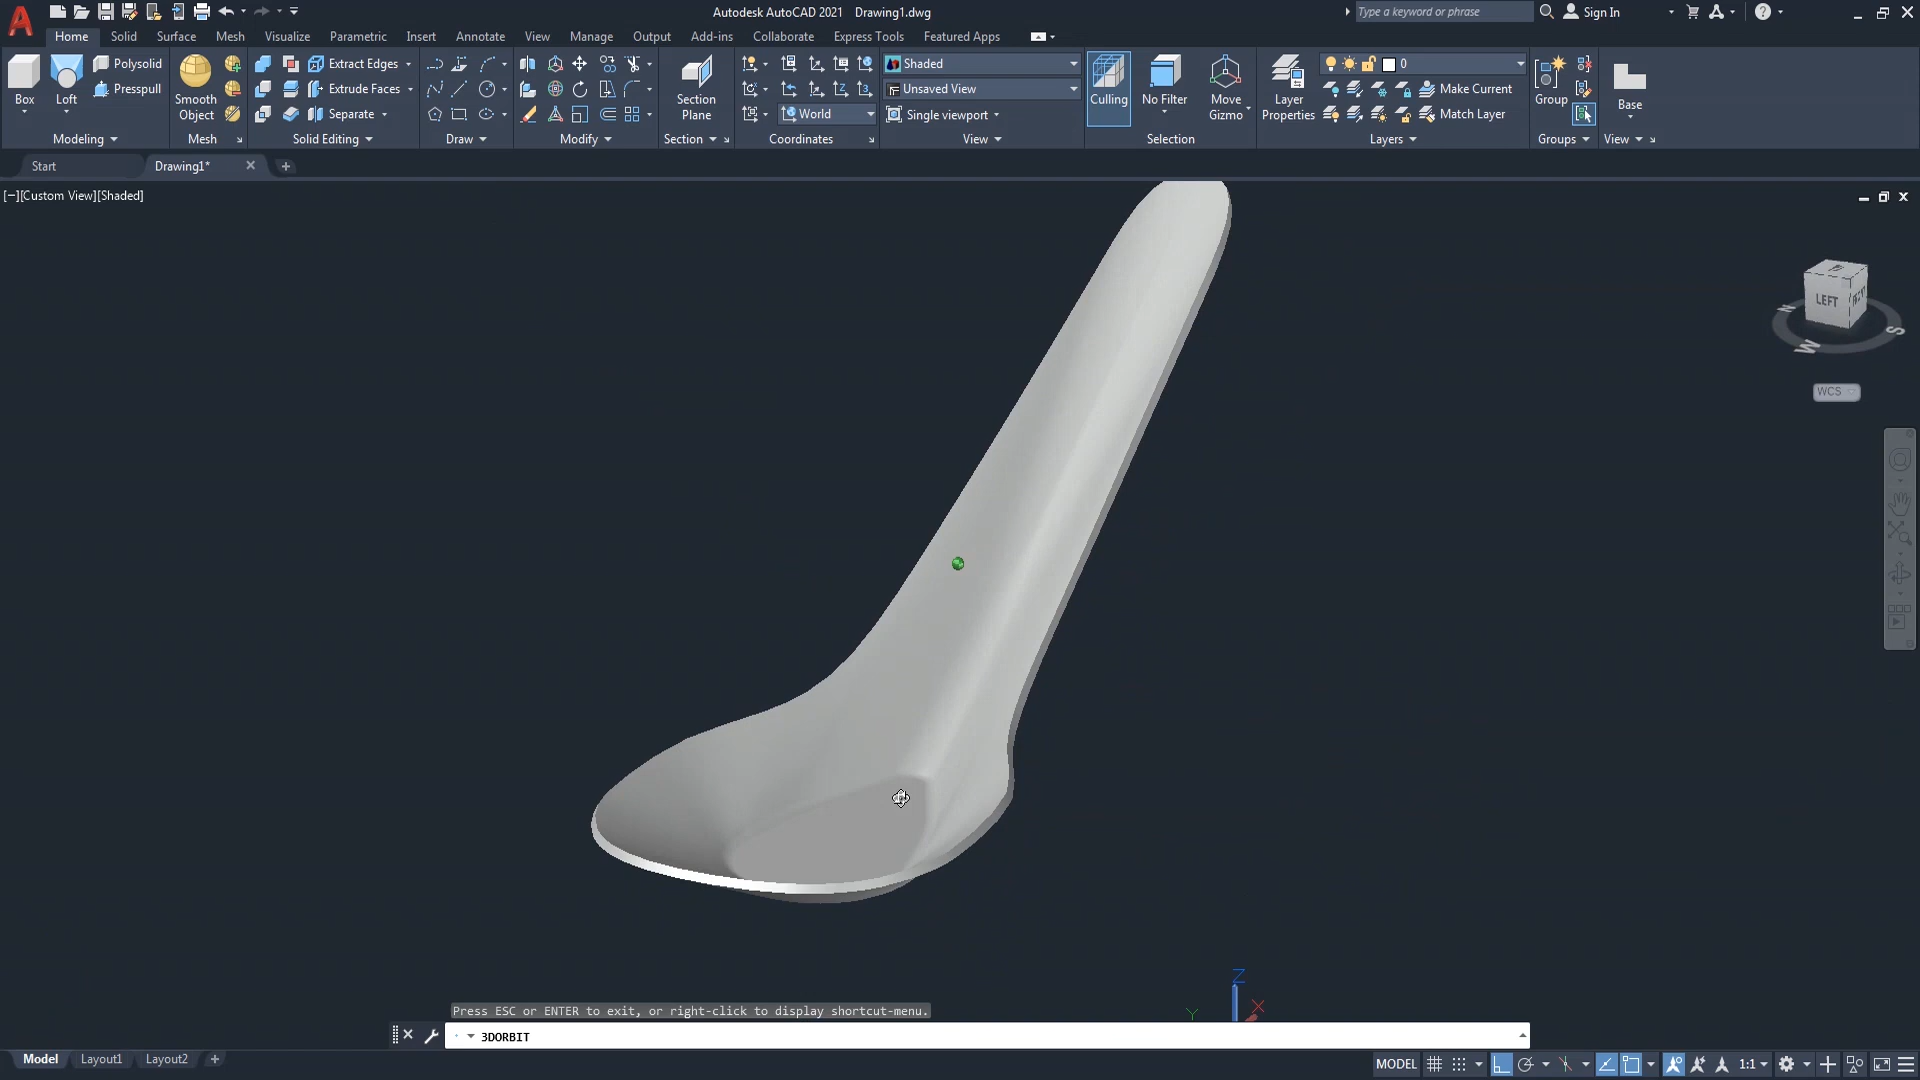 Autodesk AutoCAD 2021 Drawing1.dwg
Type a keyword or phrase
Sign In
Home Solid Surface Mesh Visualize Parametric Insert Annotate View Manage Output Add-ins Collaborate Express Tools Featured Apps
Box
Loft
Polysolid
Presspull
Modeling
Smooth
Object
Mesh
Extract Edges
Extrude Faces
Separate
Solid Editing
Draw
Modify
Section
Plane
Section
World
Coordinates
Shaded
Unsaved View
Single viewport
View
Culling
No Filter
Move
Gizmo
Selection
Layer
Properties
0
Make Current
Match Layer
Layers
Group
Groups
Base
View
Start
Drawing1*
[−][Custom View][Shaded]
LEFT
FRONT
N
S
W
WCS
Z
Y
X
Press ESC or ENTER to exit, or right-click to display shortcut-menu.
3DORBIT
Model Layout1 Layout2
MODEL
1:1